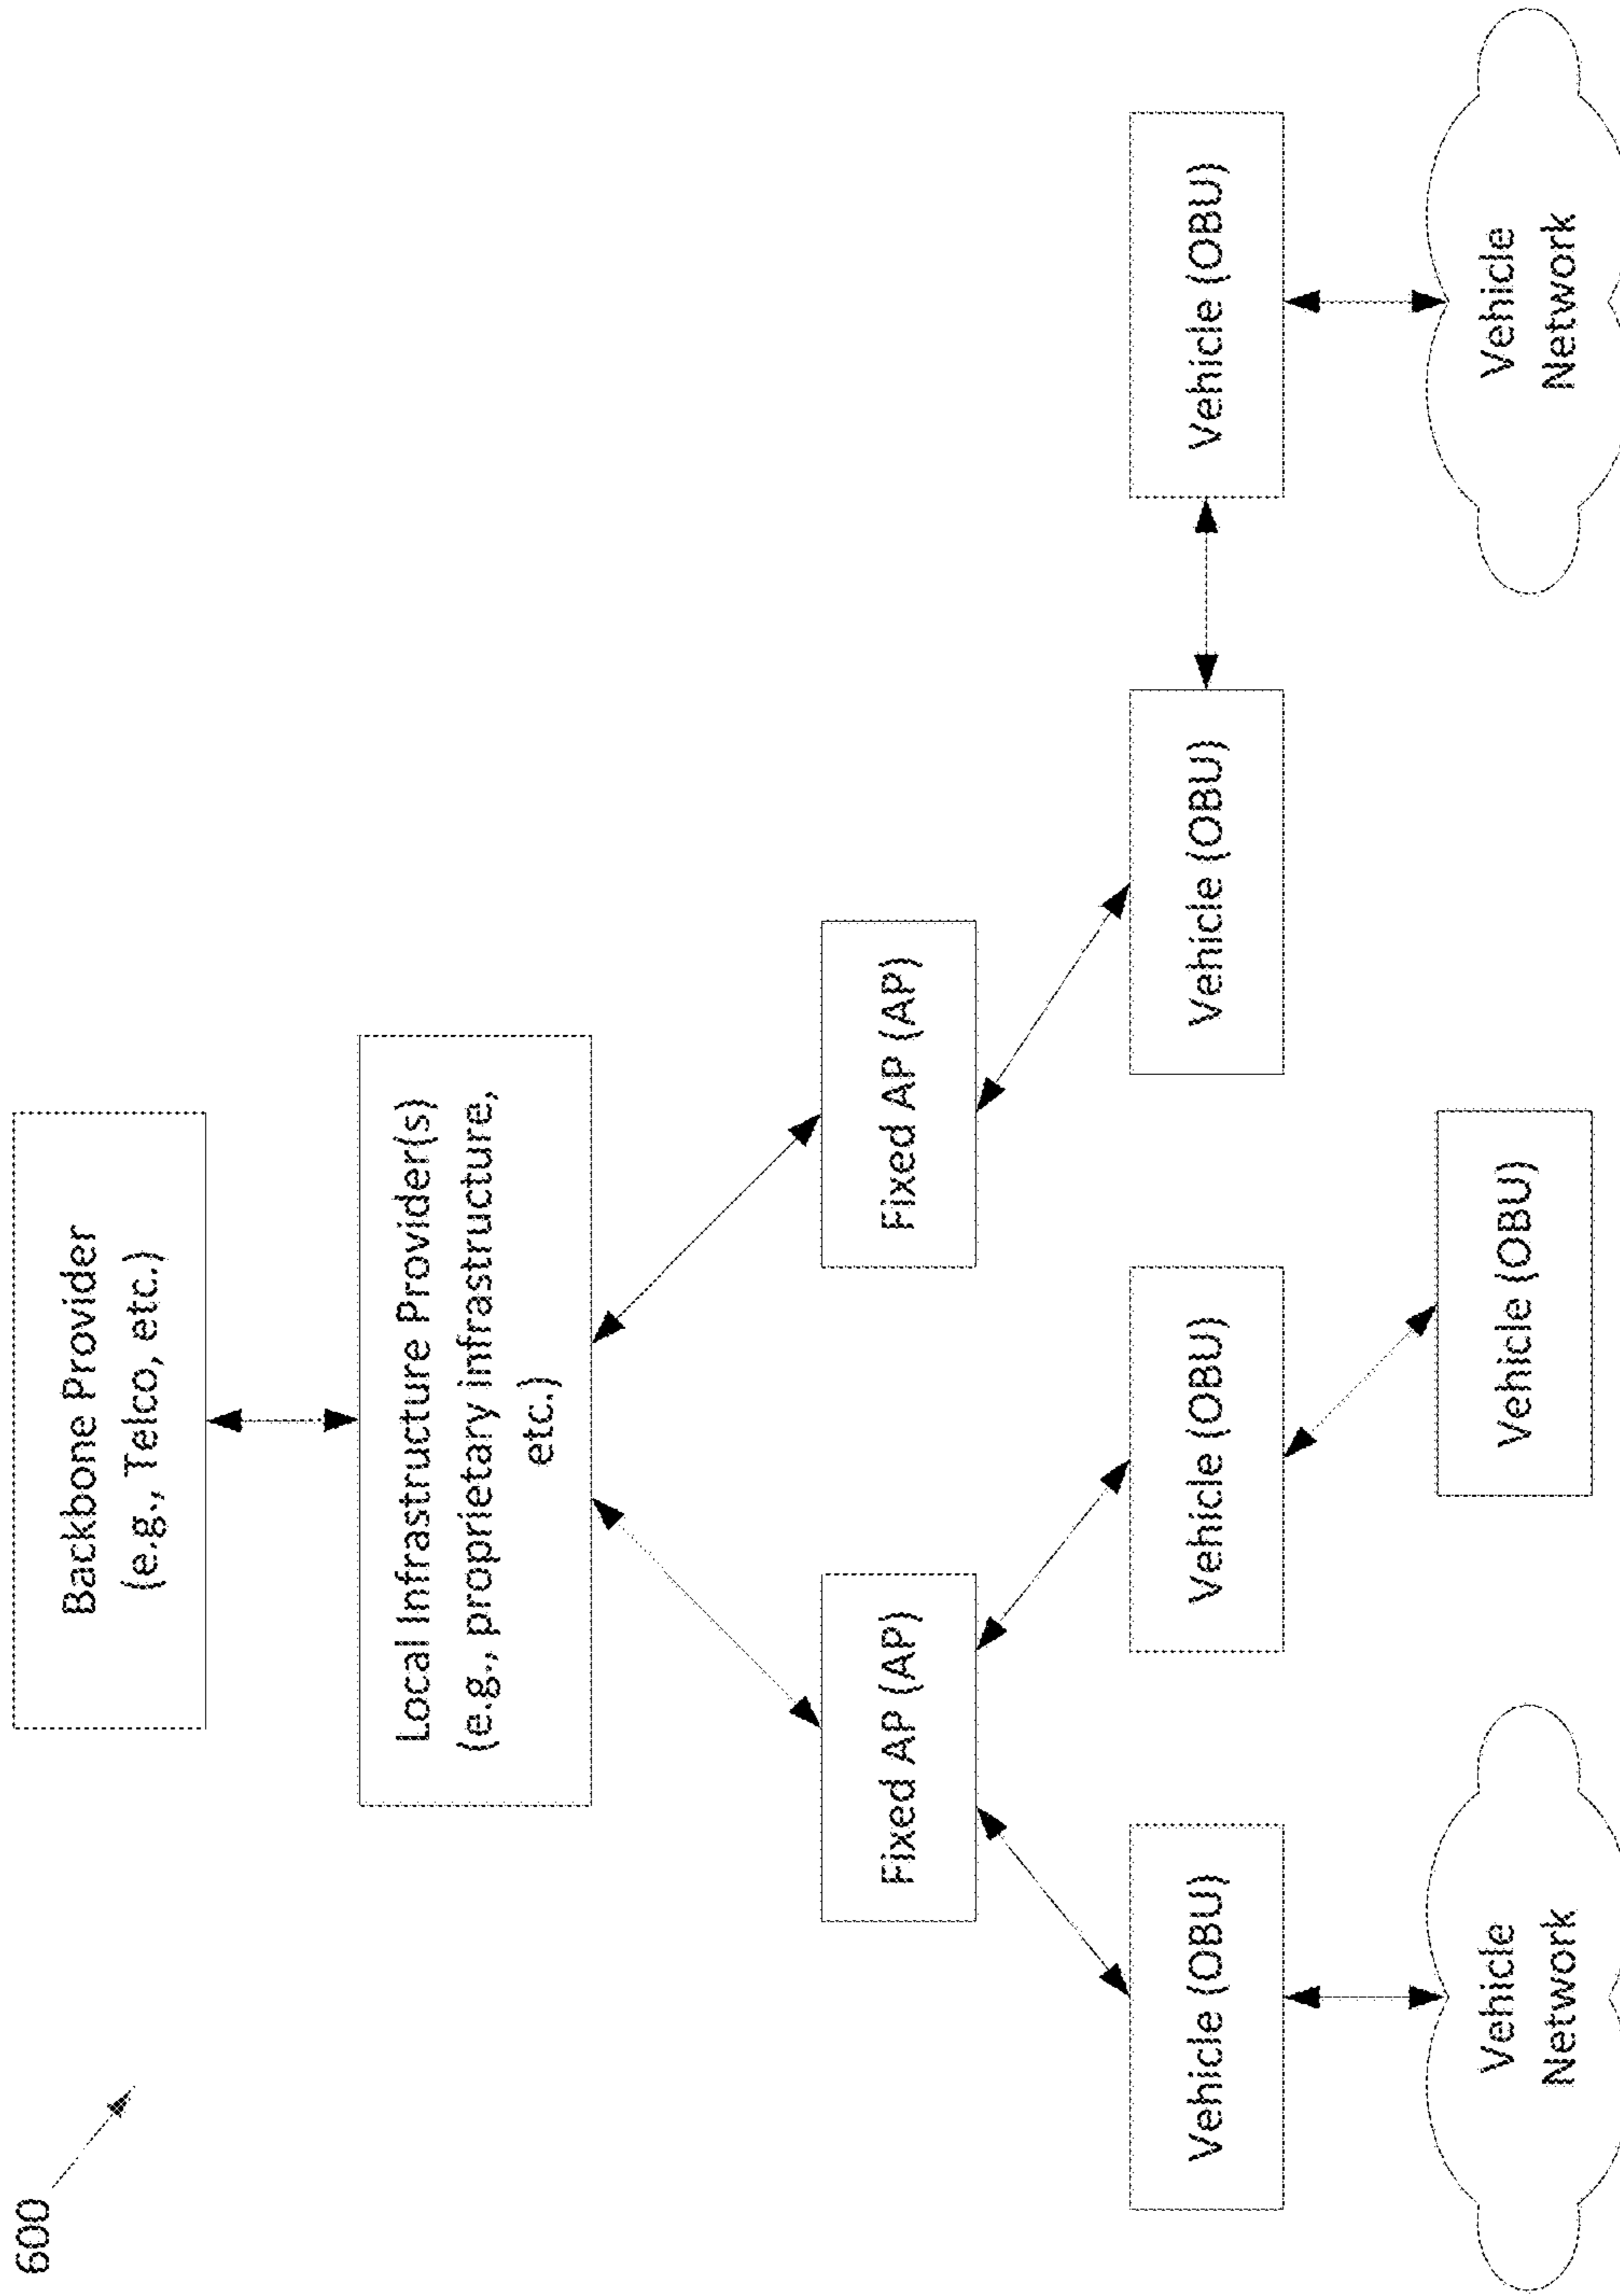 600
Backbone Provider
(e.g., Telco, etc.)
Local Infrastructure Provider(s)
(e.g., proprietary infrastructure,
etc.)
Fixed AP (AP)
Fixed AP (AP)
Vehicle (OBU)
Vehicle (OBU)
Vehicle (OBU)
Vehicle (OBU)
Vehicle
Network
Vehicle (OBU)
Vehicle
Network